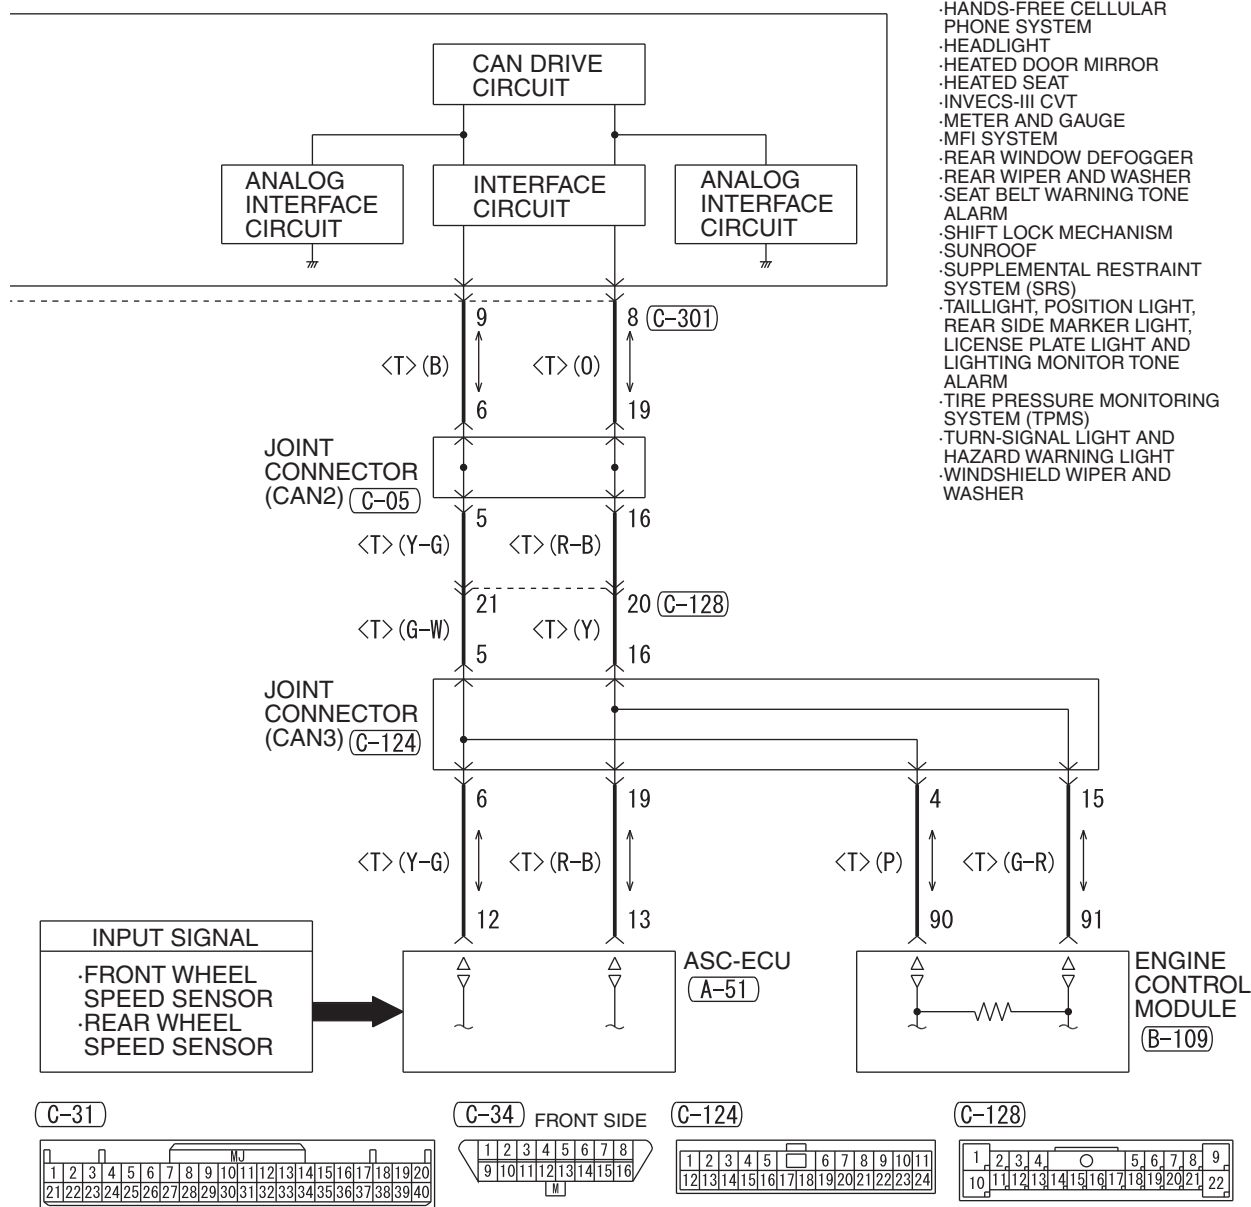 ·HANDS-FREE CELLULAR
PHONE SYSTEM
·HEADLIGHT
·HEATED DOOR MIRROR
·HEATED SEAT
·INVECS-III CVT
·METER AND GAUGE
·MFI SYSTEM
·REAR WINDOW DEFOGGER
·REAR WIPER AND WASHER
·SEAT BELT WARNING TONE
ALARM
·SHIFT LOCK MECHANISM
·SUNROOF
·SUPPLEMENTAL RESTRAINT
SYSTEM (SRS)
·TAILLIGHT, POSITION LIGHT,
REAR SIDE MARKER LIGHT,
LICENSE PLATE LIGHT AND
LIGHTING MONITOR TONE
ALARM
·TIRE PRESSURE MONITORING
SYSTEM (TPMS)
·TURN-SIGNAL LIGHT AND
HAZARD WARNING LIGHT
·WINDSHIELD WIPER AND
WASHER
CAN DRIVE
CIRCUIT
ANALOG
INTERFACE
CIRCUIT
INTERFACE
CIRCUIT
ANALOG
INTERFACE
CIRCUIT
9 8 C-301
<T>(B) <T>(O)
6 19
JOINT
CONNECTOR
(CAN2) C-05
5 16
<T>(Y-G) <T>(R-B)
21 20 C-128
<T>(G-W) <T>(Y)
5 16
JOINT
CONNECTOR
(CAN3) C-124
6 19 4 15
<T>(Y-G) <T>(R-B) <T>(P) <T>(G-R)
12 13 90 91
INPUT SIGNAL
·FRONT WHEEL
SPEED SENSOR
·REAR WHEEL
SPEED SENSOR
ASC-ECU
A-51
ENGINE
CONTROL
MODULE
B-109
C-31
MJ
1 2 3 4 5 6 7 8 9 10 11 12 13 14 15 16 17 18 19 20
21 22 23 24 25 26 27 28 29 30 31 32 33 34 35 36 37 38 39 40
C-34 FRONT SIDE
1 2 3 4 5 6 7 8
9 10 11 12 13 14 15 16
M
C-124
1 2 3 4 5 6 7 8 9 10 11
12 13 14 15 16 17 18 19 20 21 22 23 24
C-128
1 2 3 4 5 6 7 8 9
10 11 12 13 14 15 16 17 18 19 20 21 22